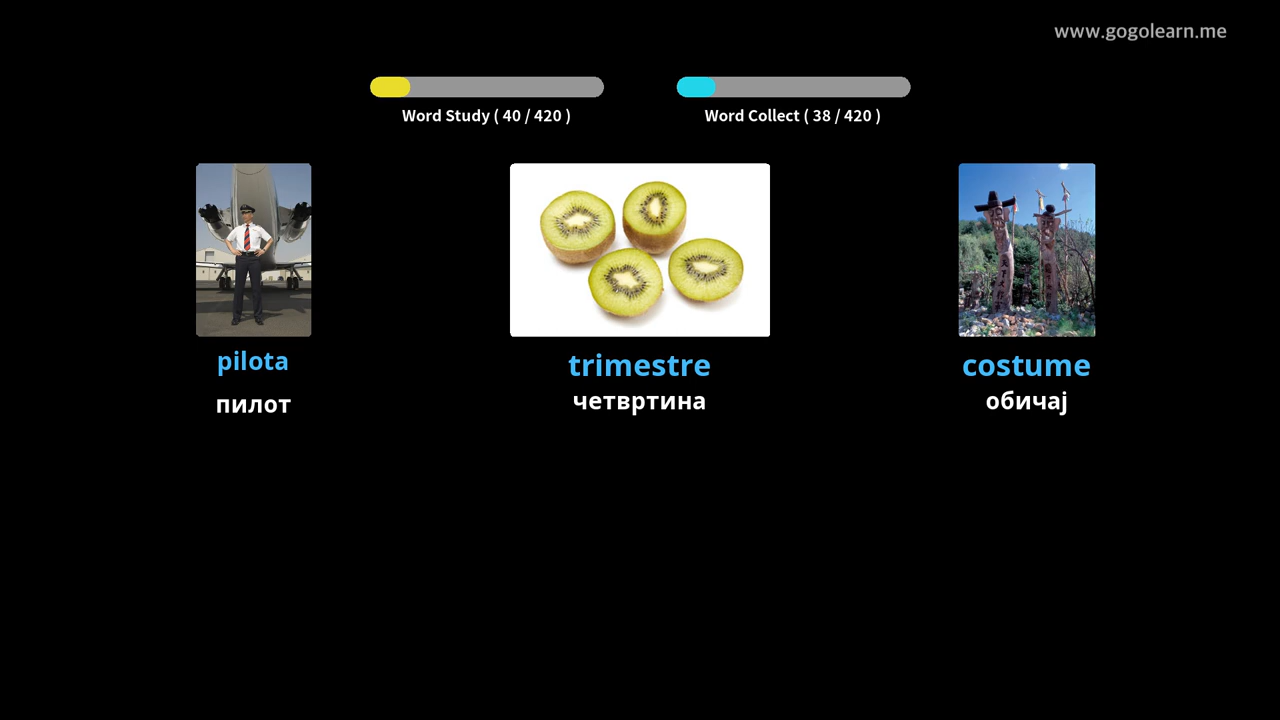 www.gogolearn.me
Word Study ( 40 / 420 )
Word Collect ( 38 / 420 )
pilota
trimestre
costume
пилот
четвртина
обичај